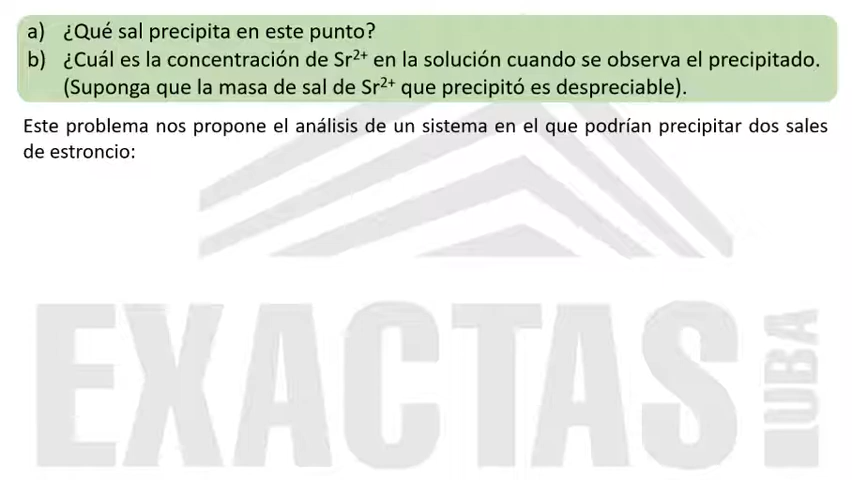 a) ¿Qué sal precipita en este punto?
b) ¿Cuál es la concentración de Sr²⁺ en la solución cuando se observa el precipitado.
(Suponga que la masa de sal de Sr²⁺ que precipitó es despreciable).
Este problema nos propone el análisis de un sistema en el que podrían precipitar dos sales
de estroncio:
EXACTAS
UBA